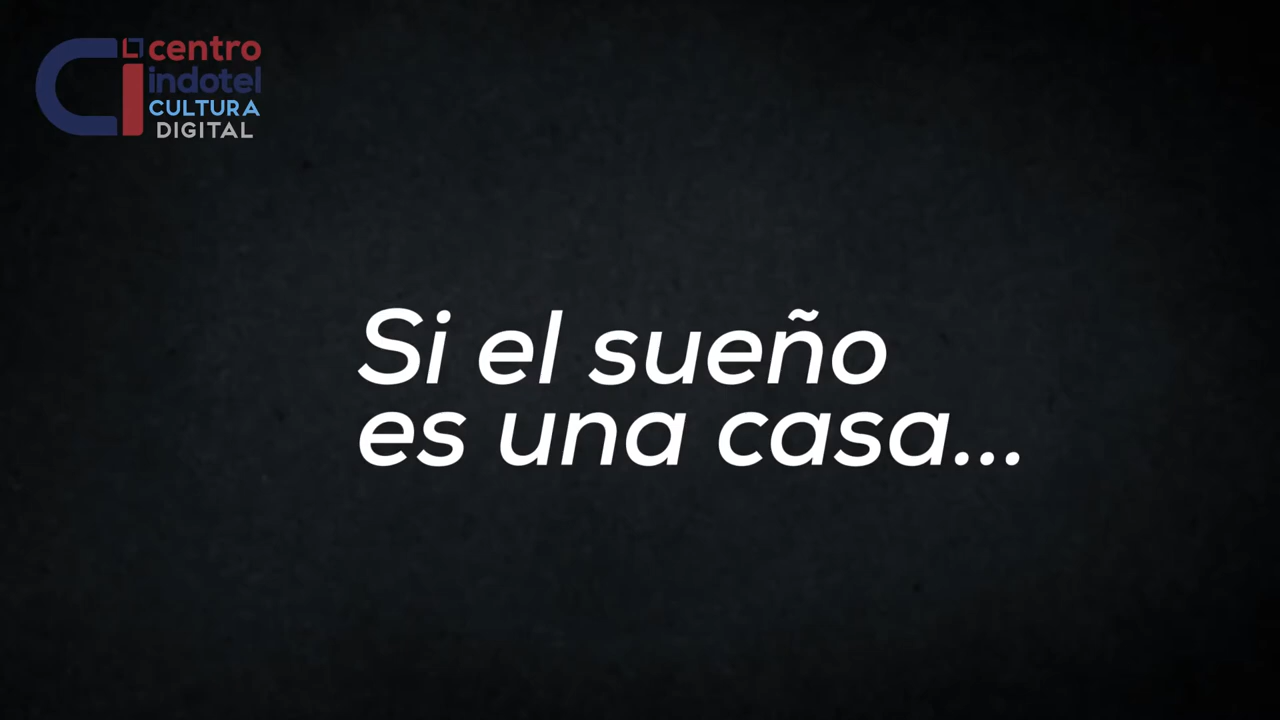 centro
indotel
CULTURA
DIGITAL
Si el sueño
es una casa...